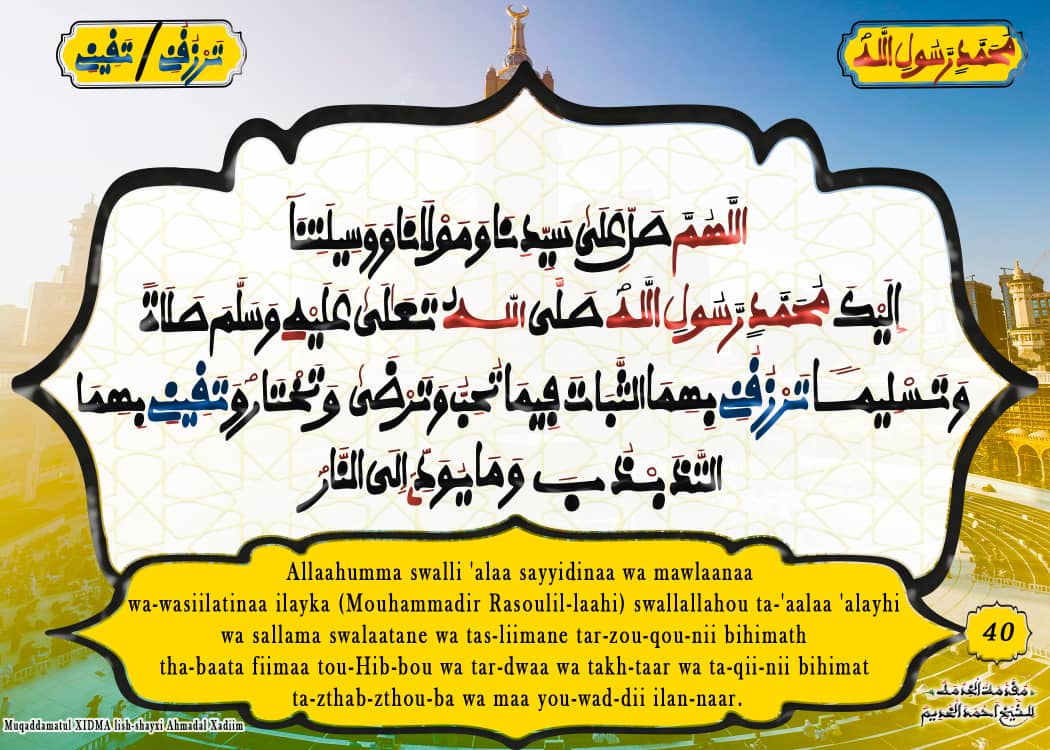 تَرْزُقُنِي / تَقِينِي
مُحَمَّدٍ رَّسُولِ اللَّهِ
اللَّهُمَّ صَلِّ عَلَىٰ سَيِّدِنَا وَمَوْلَانَا وَوَسِيلَتِنَا
إِلَيْكَ مُحَمَّدٍ رَّسُولِ اللَّهِ صَلَّى اللَّهُ تَعَلَىٰ عَلَيْهِ وَسَلَّم صَلَاةً
وَتَسْلِيمًا تَرْزُقُنِي بِهِمَا الثَّبَاتَ فِيمَا تُحِبُّ وَتَرْضَىٰ وَتَخْتَارُ وَتَقِينِي بِهِمَا
التَّذَبْذُبَ وَمَا يُوَدِّي إِلَى النَّارِ
Allaahumma swalli 'alaa sayyidinaa wa mawlaanaa
wa-wasiilatinaa ilayka (Mouhammadir Rasoulil-laahi) swallallahou ta-'aalaa 'alayhi
wa sallama swalaatane wa tas-liimane tar-zou-qou-nii bihimath
tha-baata fiimaa tou-Hib-bou wa tar-dwaa wa takh-taar wa ta-qii-nii bihimat
ta-zthab-zthou-ba wa maa you-wad-dii ilan-naar.
40
مُقَدِّمَةُ الْخِدْمَة
لِلشَّيْخِ أَحْمَدَ الْخَدِيمِ
Muqaddamatul XIDMA lish-shayxi Ahmadal Xadiim